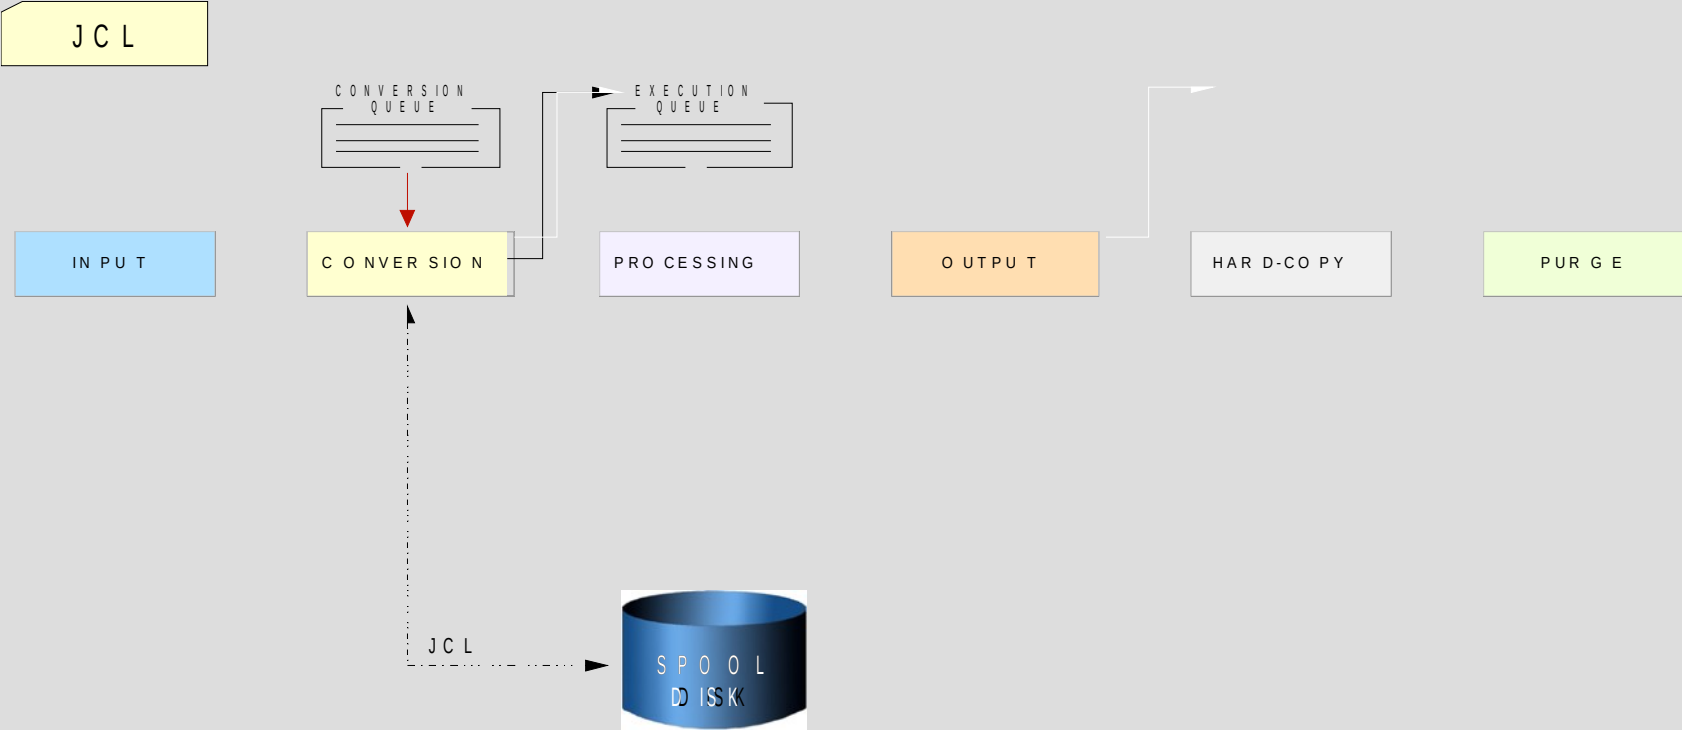 JCL
CONVERSION
QUEUE
EXECUTION
QUEUE
INPUT
CONVERSION
PROCESSING
OUTPUT
HARD-COPY
PURGE
JCL
SPOOL
DISK